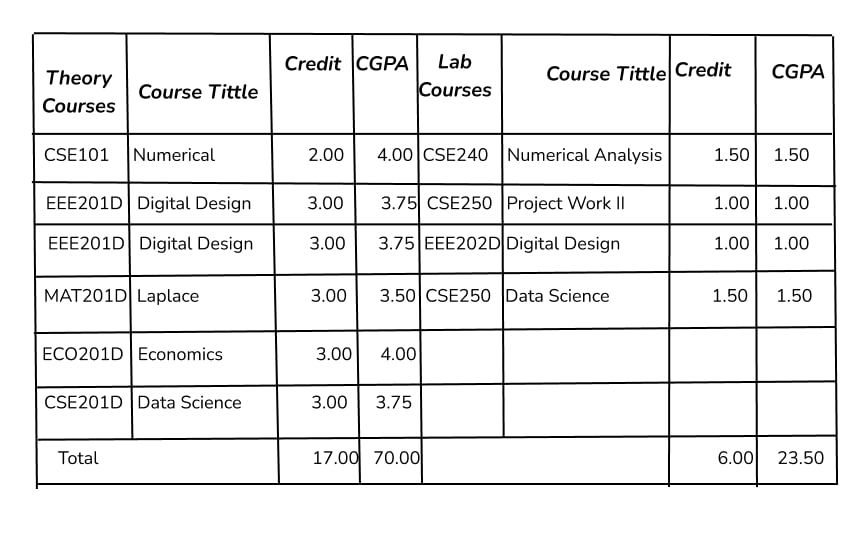 Theory Courses Course Tittle Credit CGPA Lab Courses Course Tittle Credit CGPA
CSE101 Numerical 2.00 4.00 CSE240 Numerical Analysis 1.50 1.50
EEE201D Digital Design 3.00 3.75 CSE250 Project Work II 1.00 1.00
EEE201D Digital Design 3.00 3.75 EEE202D Digital Design 1.00 1.00
MAT201D Laplace 3.00 3.50 CSE250 Data Science 1.50 1.50
ECO201D Economics 3.00 4.00
CSE201D Data Science 3.00 3.75
Total 17.00 70.00 6.00 23.50